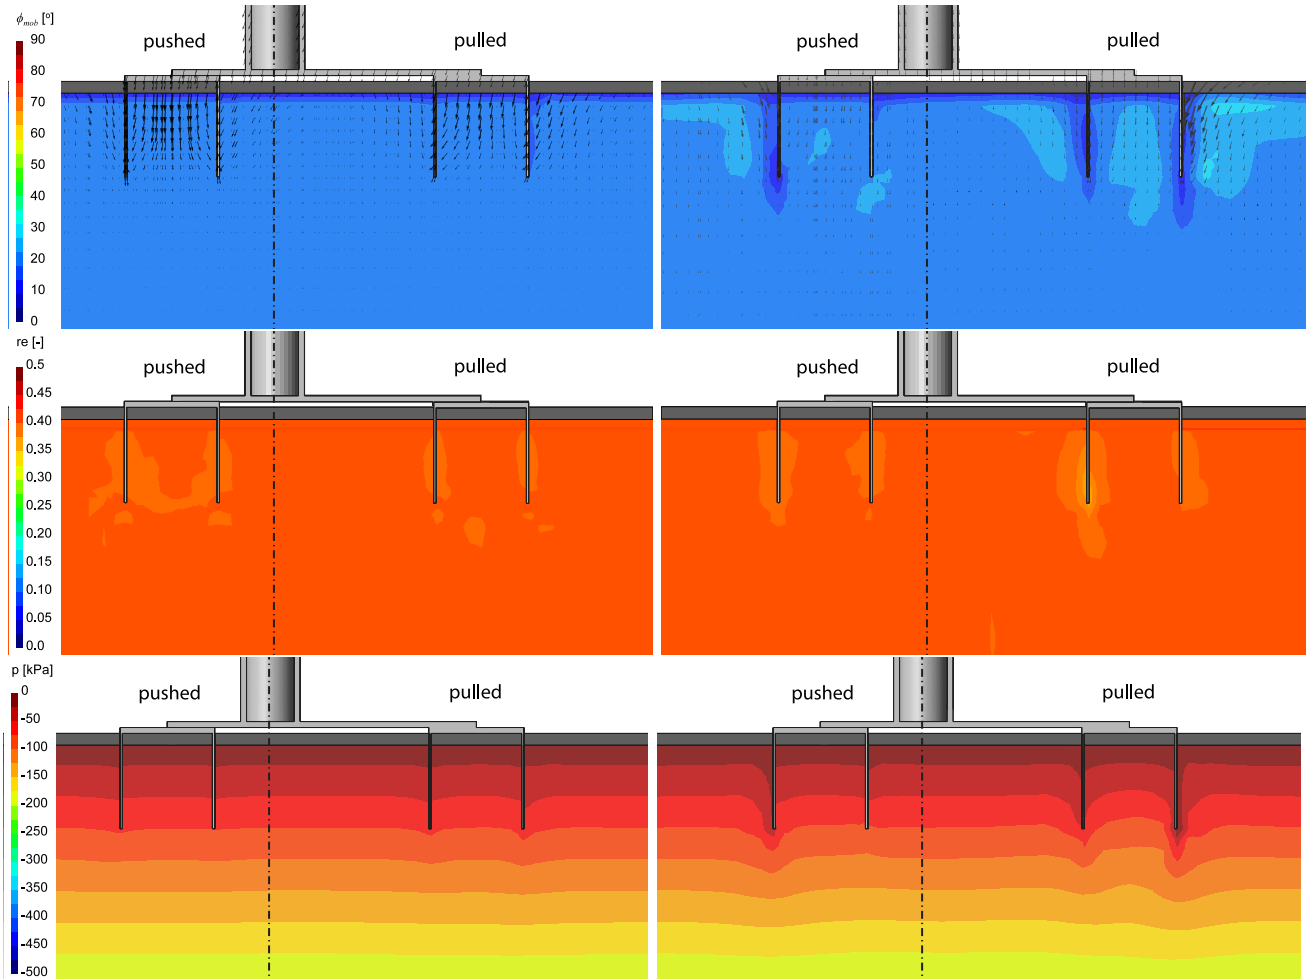 ϕmob [°]
90
80
70
60
50
40
30
20
10
0
pushed
pulled
pushed
pulled
re [-]
0.5
0.45
0.40
0.35
0.30
0.25
0.20
0.15
0.10
0.05
0.0
pushed
pulled
pushed
pulled
p [kPa]
0
-50
-100
-150
-200
-250
-300
-350
-400
-450
-500
pushed
pulled
pushed
pulled